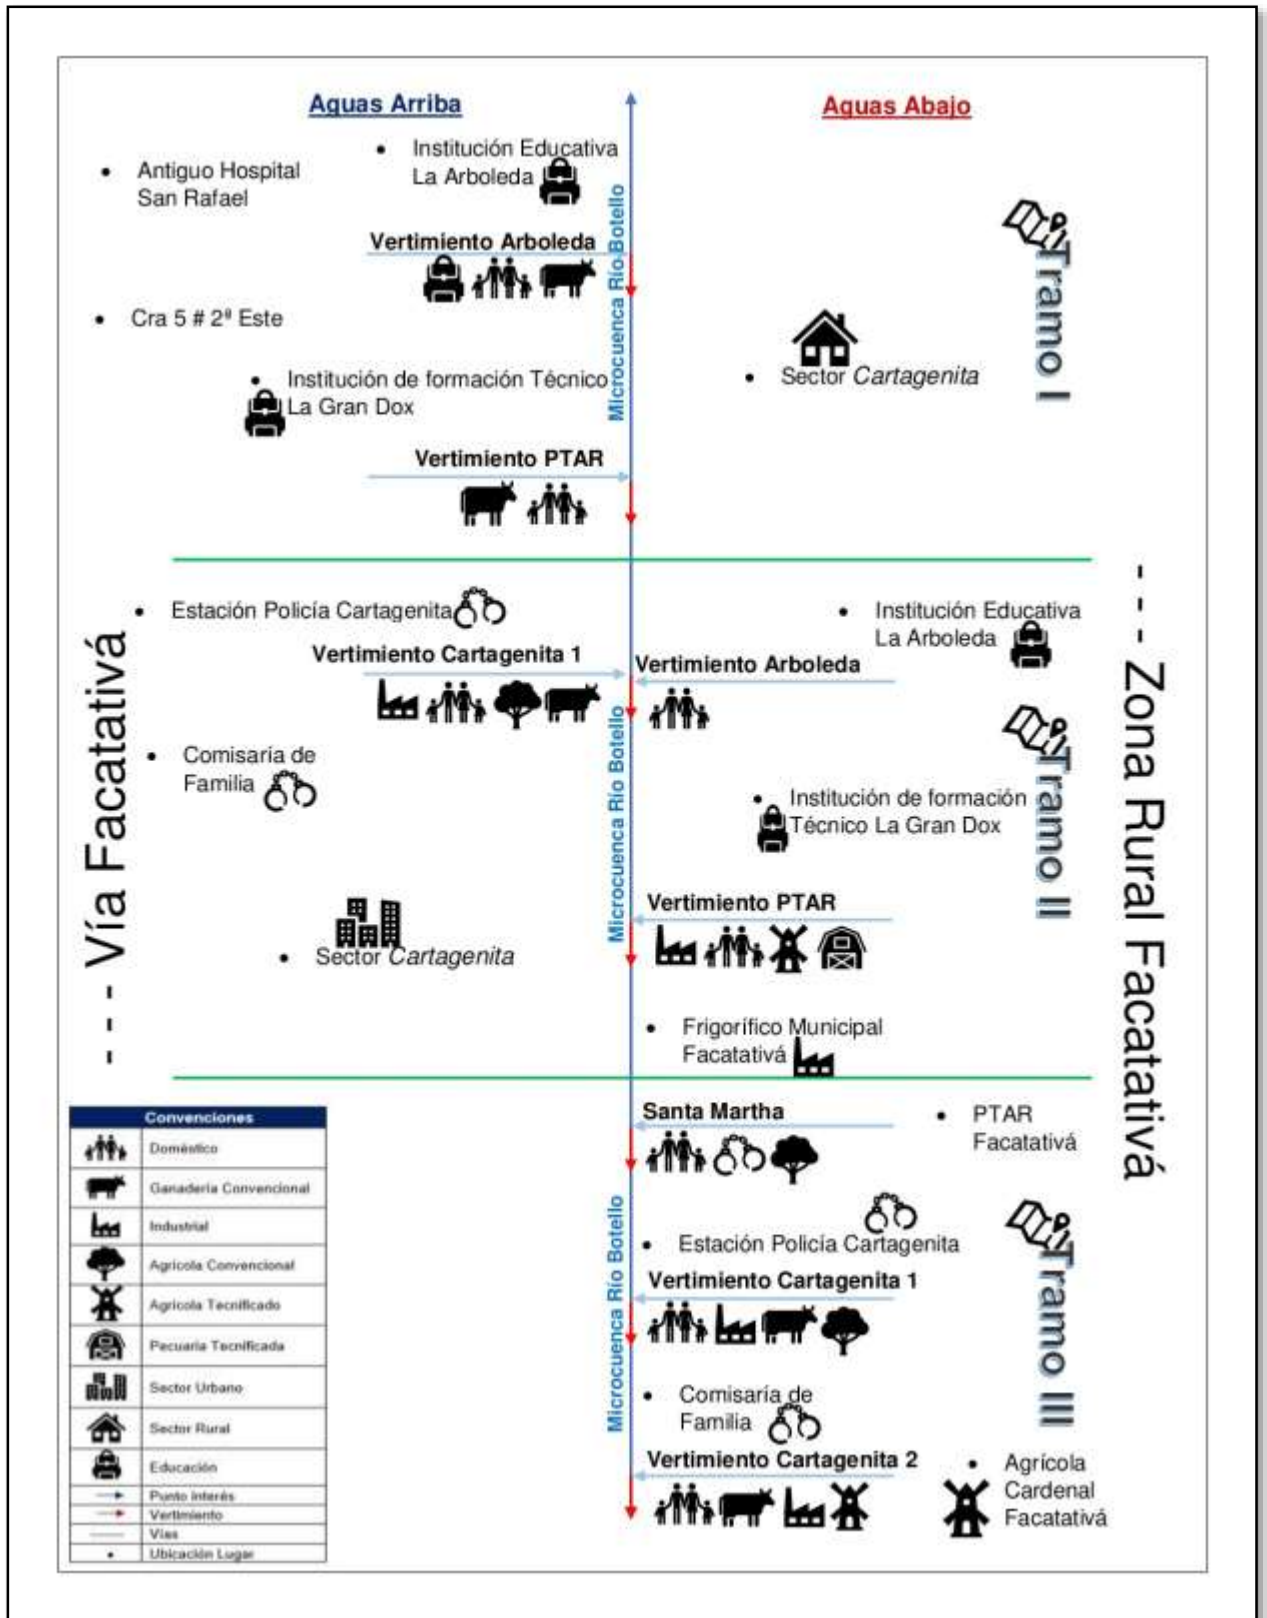 Aguas Arriba
Aguas Abajo
Institución Educativa
La Arboleda
Antiguo Hospital
San Rafael
Vertimiento Arboleda
Microcuenca Río Botello
Tramo I
Cra 5 # 2ª Este
Sector Cartagenita
Institución de formación Técnico
La Gran Dox
Vertimiento PTAR
Estación Policía Cartagenita
Institución Educativa
La Arboleda
Vertimiento Cartagenita 1
Vertimiento Arboleda
--- Vía Facatativá
--- Zona Rural Facatativá
Microcuenca Río Botello
Tramo II
Comisaría de
Familia
Institución de formación
Técnico La Gran Dox
Vertimiento PTAR
Sector Cartagenita
Frigorífico Municipal
Facatativá
Santa Martha
PTAR
Facatativá
Microcuenca Río Botello
Tramo III
Estación Policía Cartagenita
Vertimiento Cartagenita 1
Comisaría de
Familia
Vertimiento Cartagenita 2
Agrícola
Cardenal
Facatativá
Convenciones
Doméstico
Ganadería Convencional
Industrial
Agrícola Convencional
Agrícola Tecnificado
Pecuaria Tecnificada
Sector Urbano
Sector Rural
Educación
Punto interés
Vertimiento
Vías
Ubicación Lugar